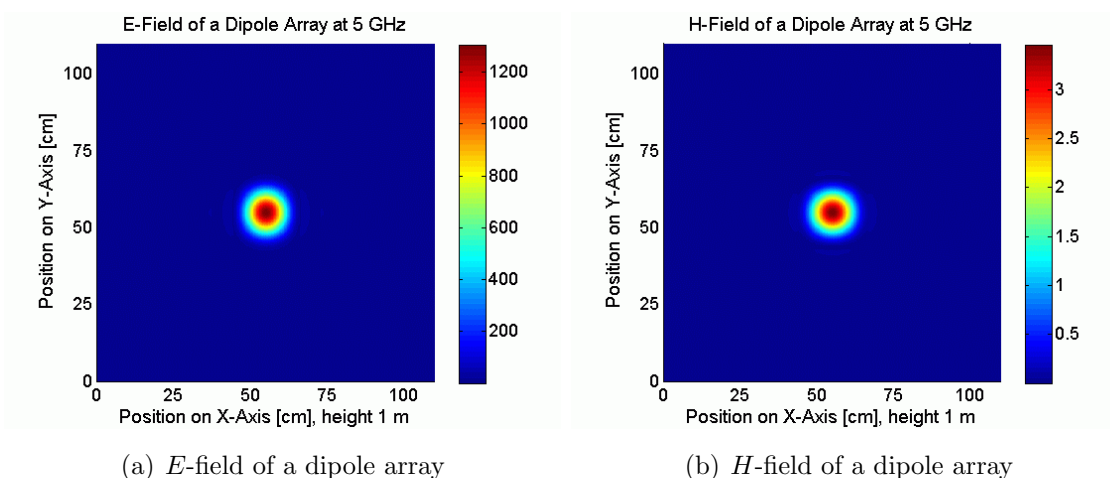 E-Field of a Dipole Array at 5 GHz
Position on Y-Axis [cm]
100
75
50
25
0
0 25 50 75 100
Position on X-Axis [cm], height 1 m
1200
1000
800
600
400
200
(a) E-field of a dipole array
H-Field of a Dipole Array at 5 GHz
Position on Y-Axis [cm]
100
75
50
25
0
0 25 50 75 100
Position on X-Axis [cm], height 1 m
3
2.5
2
1.5
1
0.5
(b) H-field of a dipole array